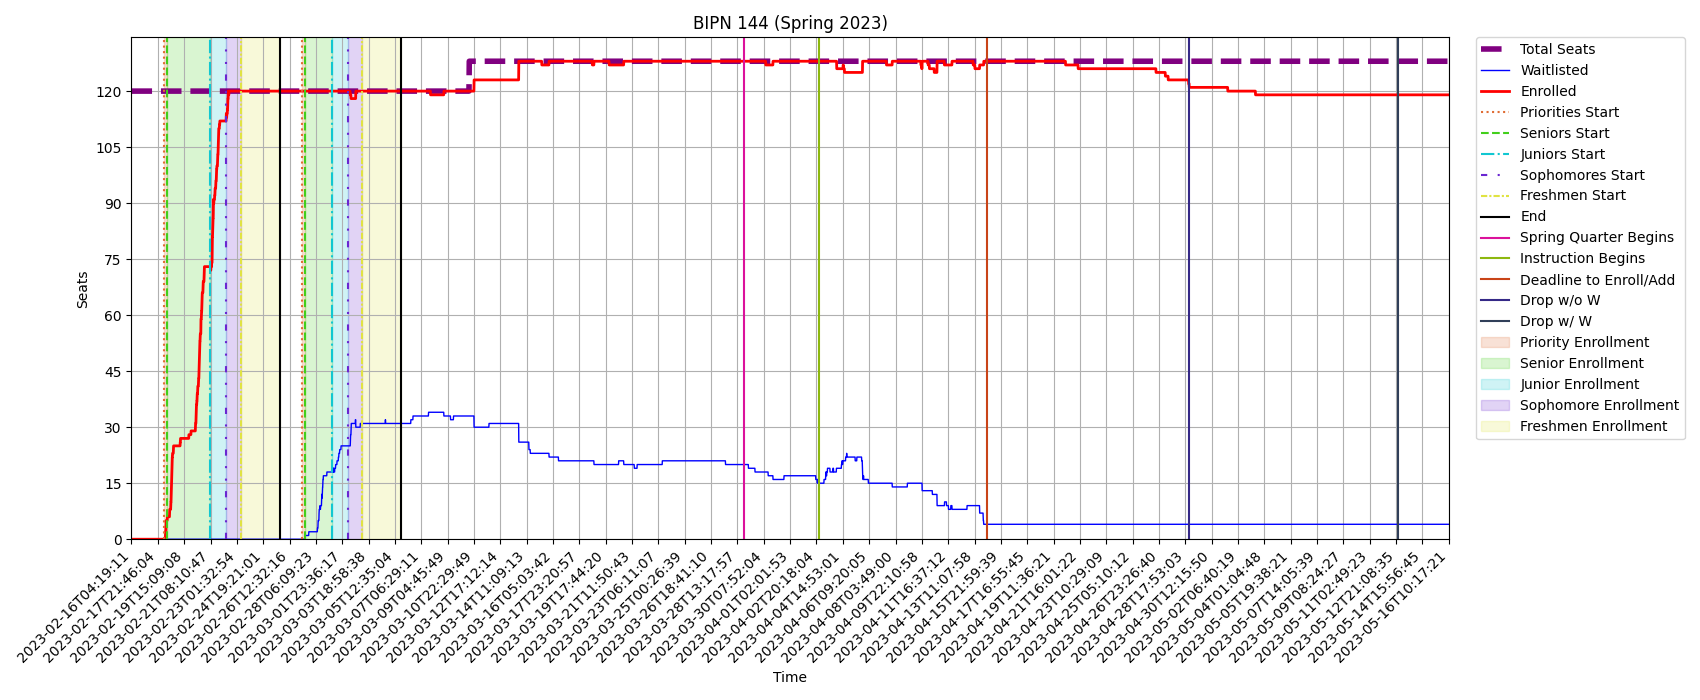 BIPN 144 (Spring 2023)
Seats
120
105
90
75
60
45
30
15
0
2023-02-16T04:19:11
2023-02-17T21:46:04
2023-02-19T15:09:08
2023-02-21T08:10:47
2023-02-23T01:32:54
2023-02-24T19:21:01
2023-02-26T12:32:16
2023-02-28T06:09:23
2023-03-01T23:36:17
2023-03-03T18:58:38
2023-03-05T12:35:04
2023-03-07T06:29:11
2023-03-09T04:45:49
2023-03-10T22:29:49
2023-03-12T17:12:14
2023-03-14T11:09:13
2023-03-16T05:03:42
2023-03-17T23:20:57
2023-03-19T17:44:20
2023-03-21T11:50:43
2023-03-23T06:11:07
2023-03-25T00:26:39
2023-03-26T18:41:10
2023-03-28T13:17:57
2023-03-30T07:52:04
2023-04-01T02:01:53
2023-04-02T20:18:04
2023-04-04T14:53:01
2023-04-06T09:20:05
2023-04-08T03:49:00
2023-04-09T22:10:58
2023-04-11T16:37:12
2023-04-13T11:07:58
2023-04-15T21:59:39
2023-04-17T16:55:45
2023-04-19T11:36:21
2023-04-21T06:01:22
2023-04-23T10:29:09
2023-04-25T05:10:12
2023-04-26T23:26:40
2023-04-28T17:53:03
2023-04-30T12:15:50
2023-05-02T06:40:19
2023-05-04T01:04:48
2023-05-05T19:38:21
2023-05-07T14:05:39
2023-05-09T08:24:27
2023-05-11T02:49:23
2023-05-12T21:08:35
2023-05-14T15:56:45
2023-05-16T10:17:21
Time
Total Seats
Waitlisted
Enrolled
Priorities Start
Seniors Start
Juniors Start
Sophomores Start
Freshmen Start
End
Spring Quarter Begins
Instruction Begins
Deadline to Enroll/Add
Drop w/o W
Drop w/ W
Priority Enrollment
Senior Enrollment
Junior Enrollment
Sophomore Enrollment
Freshmen Enrollment